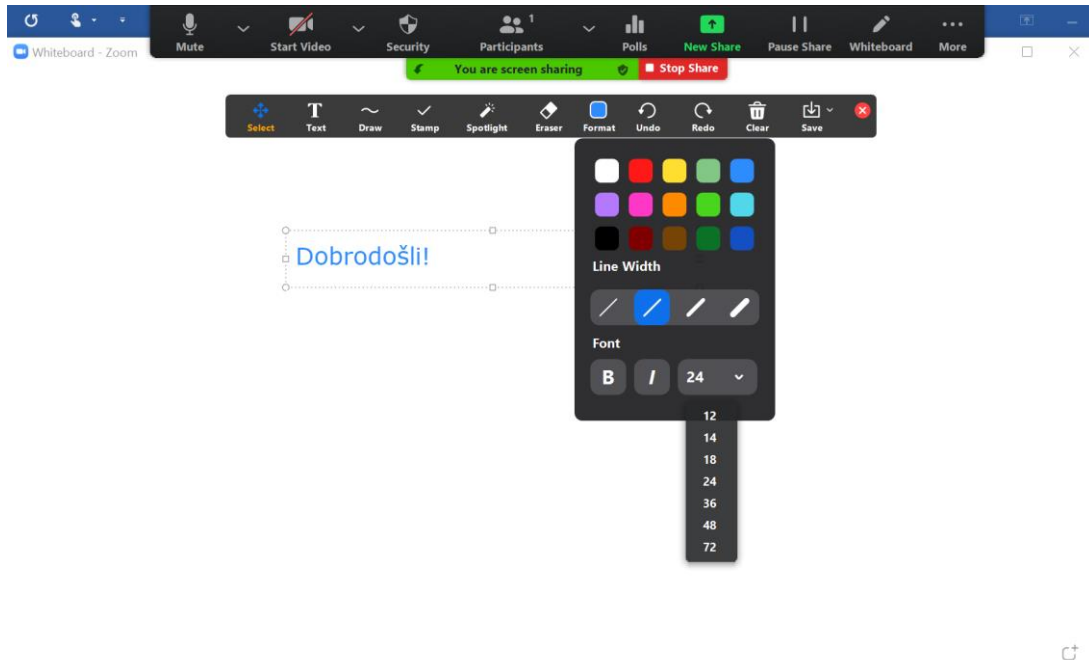 1
Mute Start Video Security Participants Polls New Share Pause Share Whiteboard More
Whiteboard - Zoom
You are screen sharing Stop Share
Select Text Draw Stamp Spotlight Eraser Format Undo Redo Clear Save
Dobrodošli!
Line Width
Font
B I 24
12
14
18
24
36
48
72